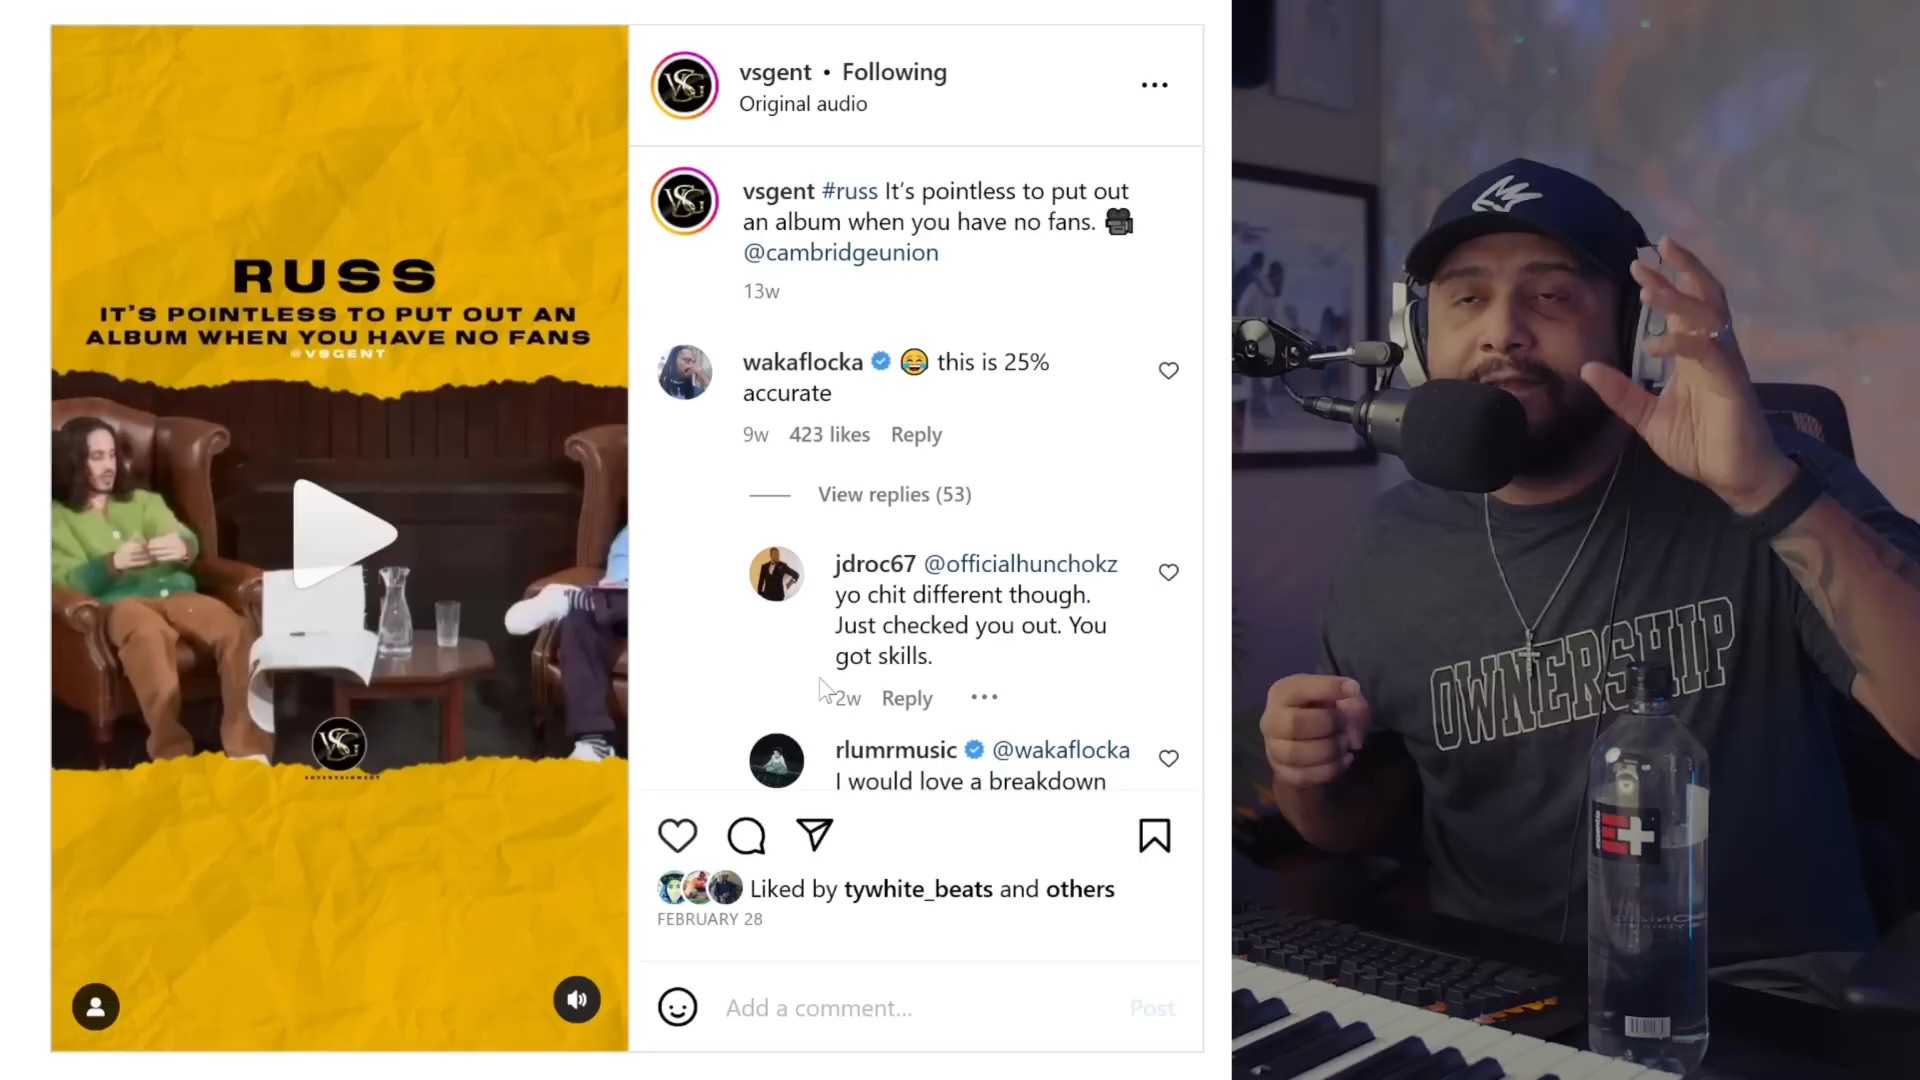 RUSS
IT'S POINTLESS TO PUT OUT AN
ALBUM WHEN YOU HAVE NO FANS
@VSGENT
VSG
ENTERTAINMENT
vsgent • Following
Original audio
vsgent #russ It's pointless to put out
an album when you have no fans. 🎥
@cambridgeunion
13w
wakaflocka 😂 this is 25%
accurate
9w 423 likes Reply
View replies (53)
jdroc67 @officialhunchokz
yo chit different though.
Just checked you out. You
got skills.
2w Reply
rlumrmusic @wakaflocka
I would love a breakdown
Liked by tywhite_beats and others
FEBRUARY 28
Add a comment...
Post
OWNERSHIP
essentia